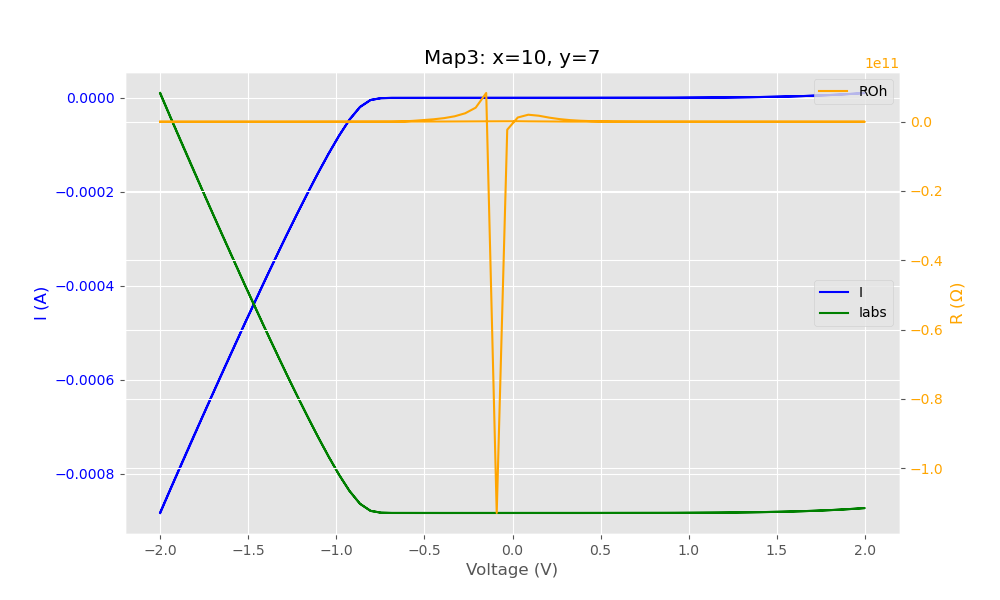 Map3: x=10, y=7
1e11
ROh
0.0000
−0.0002
−0.0004
−0.0006
−0.0008
I (A)
0.0
−0.2
−0.4
−0.6
−0.8
−1.0
R (Ω)
I
Iabs
−2.0 −1.5 −1.0 −0.5 0.0 0.5 1.0 1.5 2.0
Voltage (V)